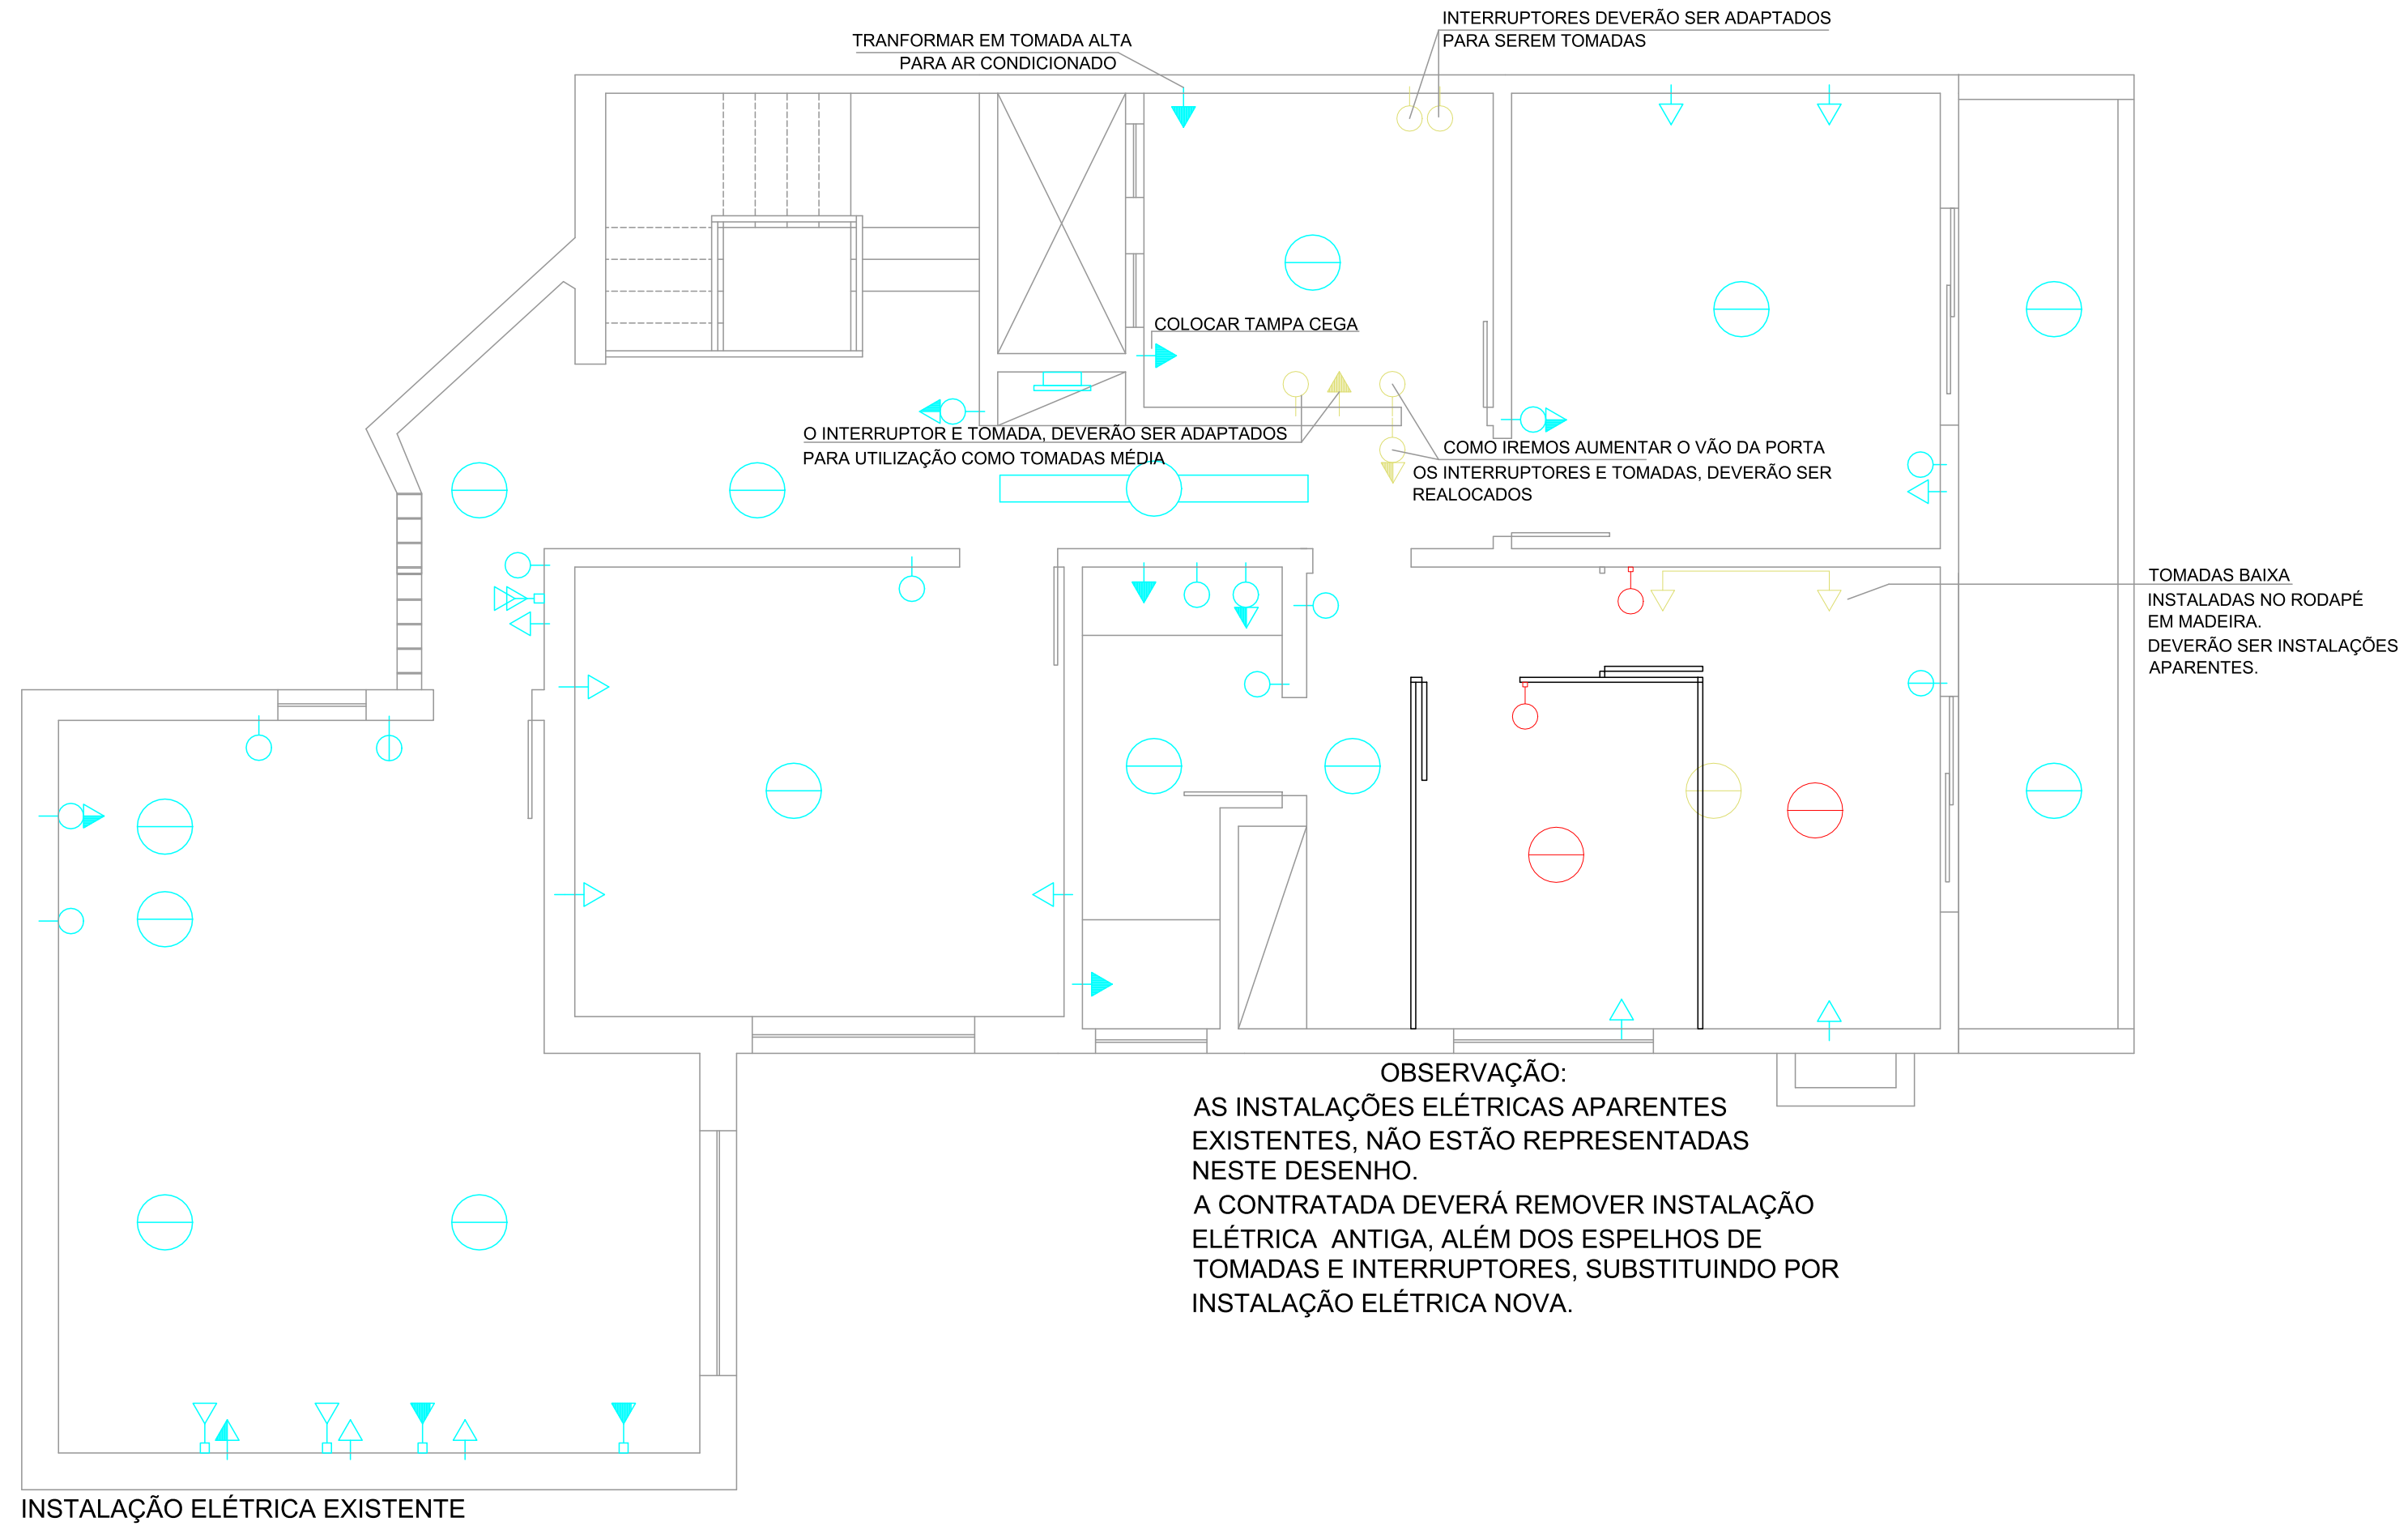 INTERRUPTORES DEVERÃO SER ADAPTADOS
PARA SEREM TOMADAS
TRANFORMAR EM TOMADA ALTA
PARA AR CONDICIONADO
COLOCAR TAMPA CEGA
O INTERRUPTOR E TOMADA, DEVERÃO SER ADAPTADOS
PARA UTILIZAÇÃO COMO TOMADAS MÉDIA
COMO IREMOS AUMENTAR O VÃO DA PORTA
OS INTERRUPTORES E TOMADAS, DEVERÃO SER
REALOCADOS
TOMADAS BAIXA
INSTALADAS NO RODAPÉ
EM MADEIRA.
DEVERÃO SER INSTALAÇÕES
APARENTES.
OBSERVAÇÃO:
AS INSTALAÇÕES ELÉTRICAS APARENTES
EXISTENTES, NÃO ESTÃO REPRESENTADAS
NESTE DESENHO.
A CONTRATADA DEVERÁ REMOVER INSTALAÇÃO
ELÉTRICA  ANTIGA, ALÉM DOS ESPELHOS DE
TOMADAS E INTERRUPTORES, SUBSTITUINDO POR
INSTALAÇÃO ELÉTRICA NOVA.
INSTALAÇÃO ELÉTRICA EXISTENTE